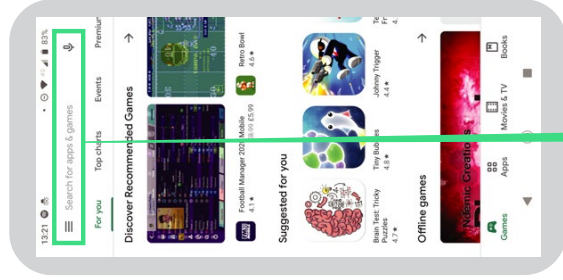 13:21 83%
Search for apps & games
For you Top charts Events Premium
Discover Recommended Games
Football Manager 2020 Mobile
4.1★ £5.99
Retro Bowl
4.6★
Suggested for you
Brain Test: Tricky Puzzles
4.7★
Tiny Bubbles
4.8★
Johnny Trigger
4.4★
Offline games
Ndemic Creations
Games Apps Movies & TV Books